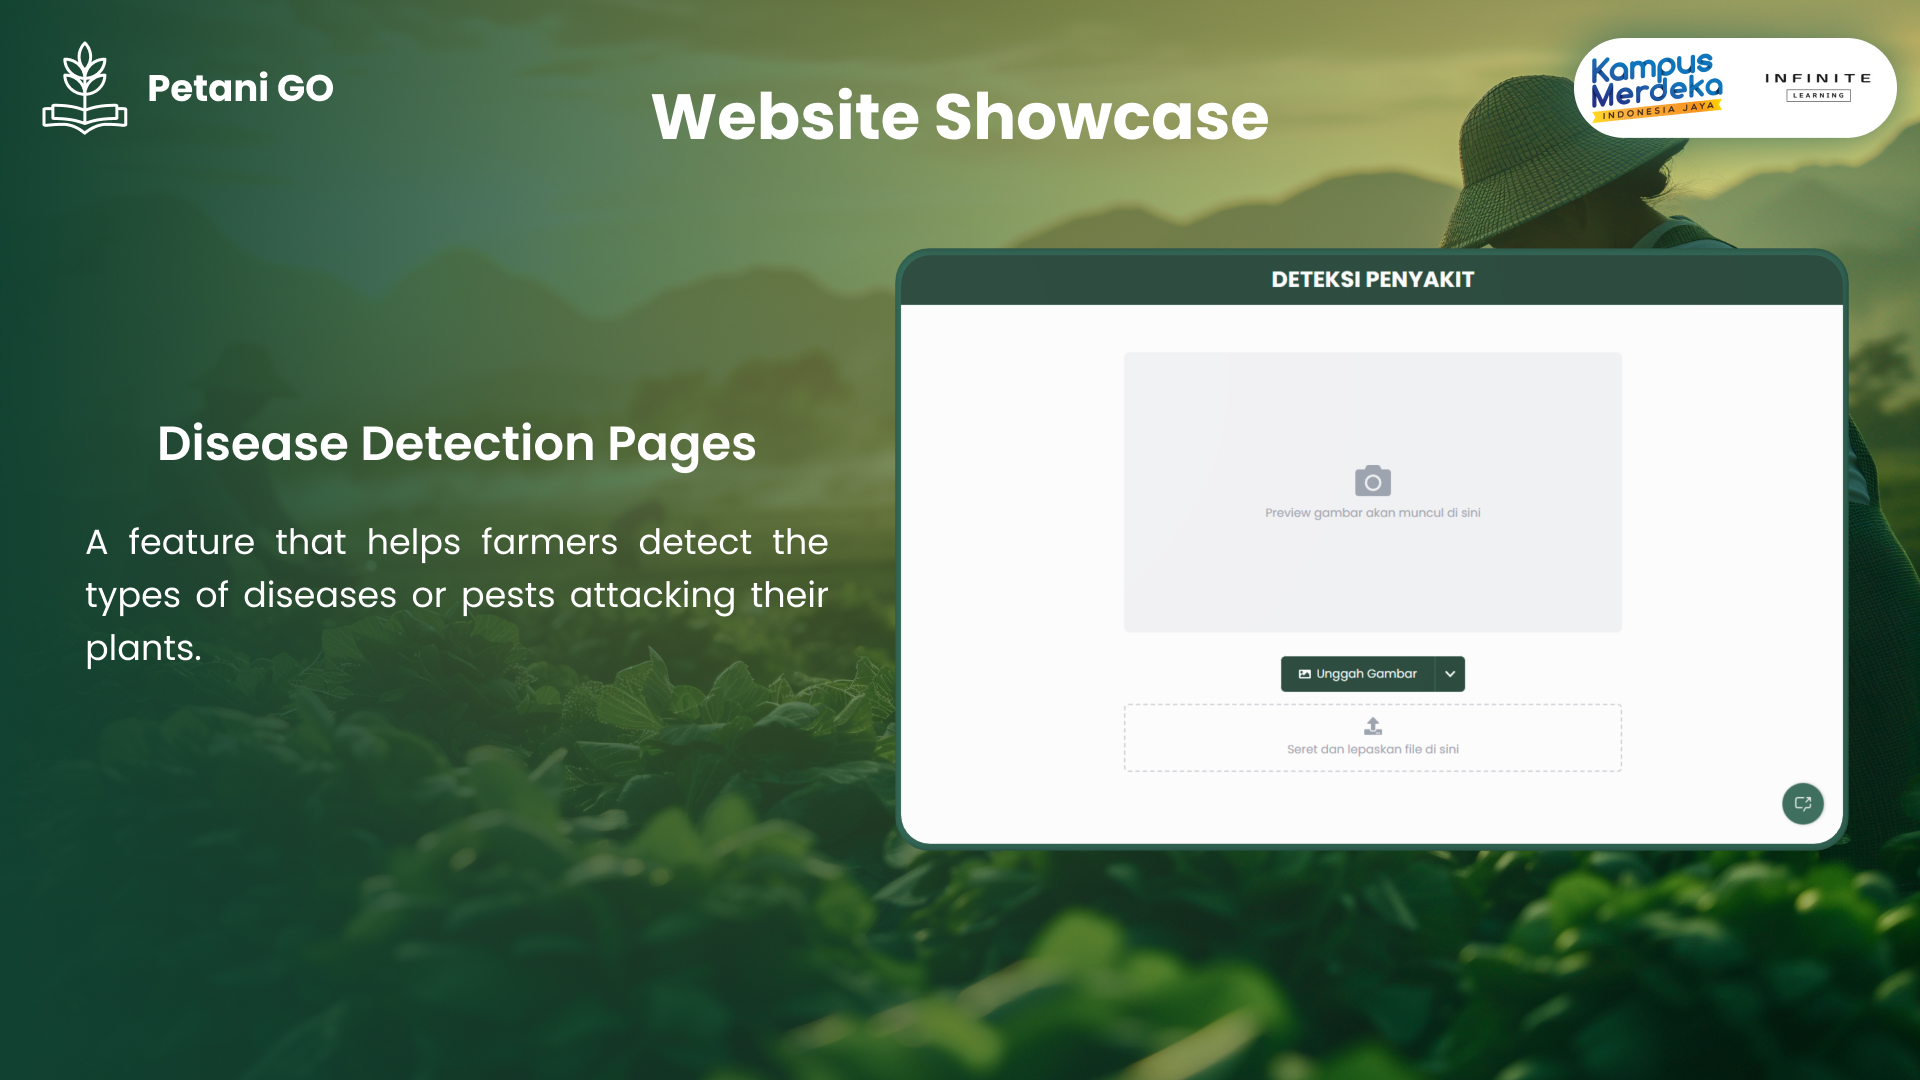 Petani GO
Website Showcase
Kampus
Merdeka
INDONESIA JAYA
INFINITE
LEARNING
Disease Detection Pages
A feature that helps farmers detect the
types of diseases or pests attacking their
plants.
DETEKSI PENYAKIT
Preview gambar akan muncul di sini
Unggah Gambar
Seret dan lepaskan file di sini